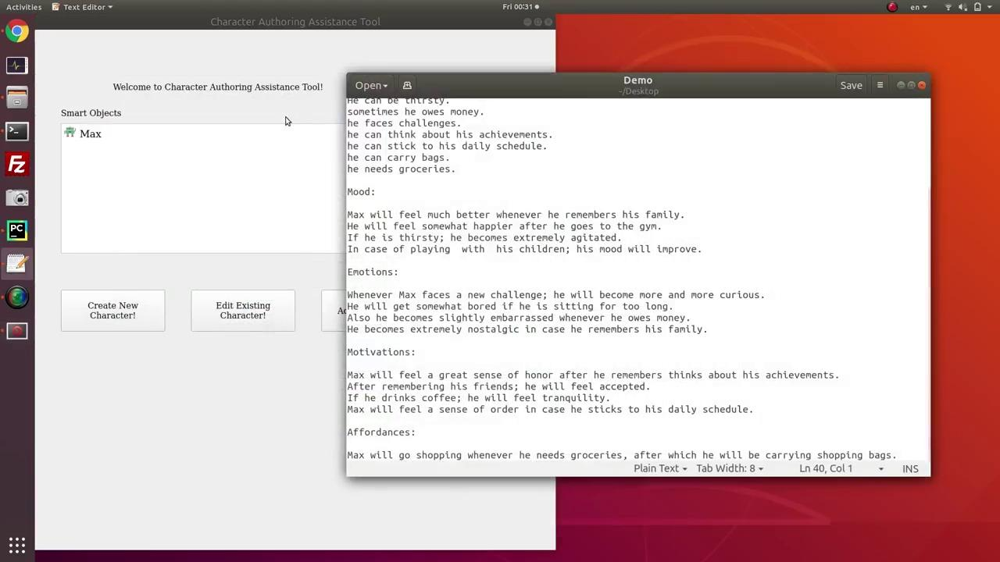 Activities
Text Editor
Fri 00:31
en
Character Authoring Assistance Tool
Welcome to Character Authoring Assistance Tool!
Smart Objects
Max
Create New
Character!
Edit Existing
Character!
Open
Demo
~/Desktop
Save
He can be thirsty.
sometimes he owes money.
he faces challenges.
he can think about his achievements.
he can stick to his daily schedule.
he can carry bags.
he needs groceries.
Mood:
Max will feel much better whenever he remembers his family.
He will feel somewhat happier after he goes to the gym.
If he is thirsty; he becomes extremely agitated.
In case of playing  with  his children; his mood will improve.
Emotions:
Whenever Max faces a new challenge; he will become more and more curious.
He will get somewhat bored if he is sitting for too long.
Also he becomes slightly embarrassed whenever he owes money.
He becomes extremely nostalgic in case he remembers his family.
Motivations:
Max will feel a great sense of honor after he remembers thinks about his achievements.
After remembering his friends; he will feel accepted.
If he drinks coffee; he will feel tranquility.
Max will feel a sense of order in case he sticks to his daily schedule.
Affordances:
Max will go shopping whenever he needs groceries, after which he will be carrying shopping bags.
Plain Text
Tab Width: 8
Ln 40, Col 1
INS
Fz
PC